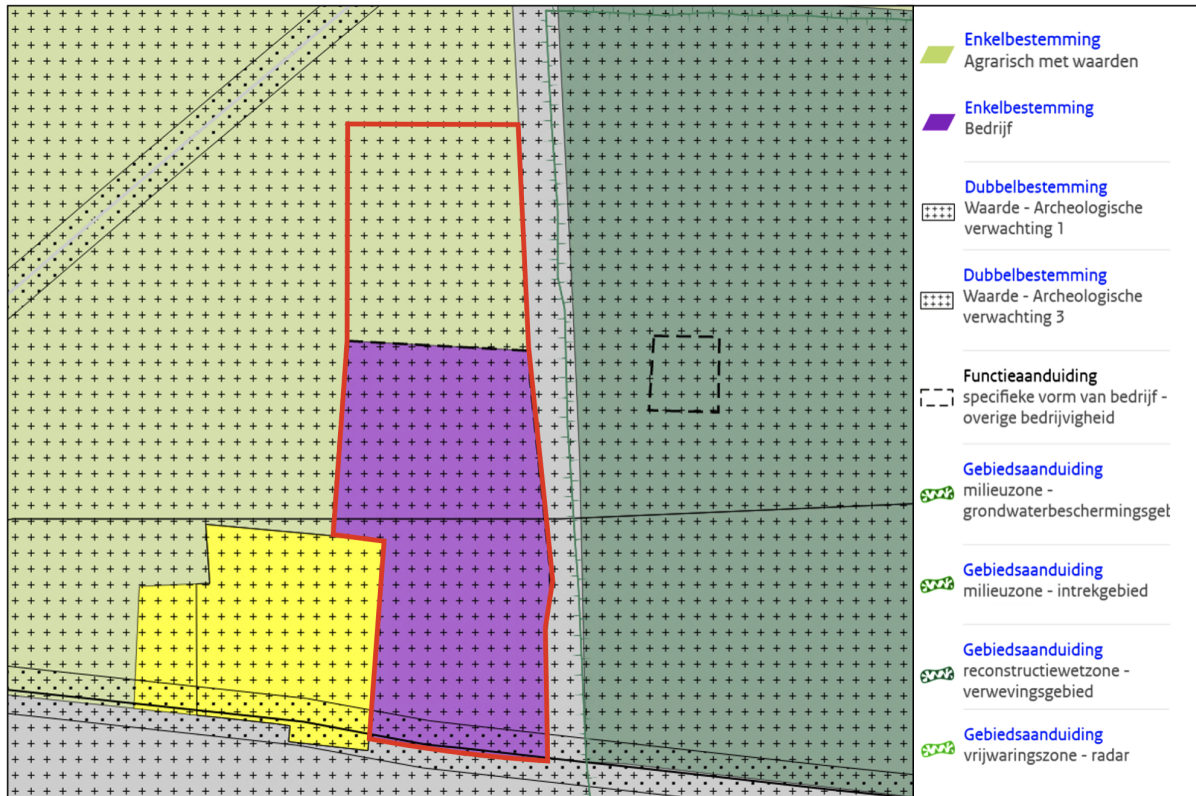 Enkelbestemming
Agrarisch met waarden
Enkelbestemming
Bedrijf
Dubbelbestemming
Waarde - Archeologische
verwachting 1
Dubbelbestemming
Waarde - Archeologische
verwachting 3
Functieaanduiding
specifieke vorm van bedrijf -
overige bedrijvigheid
Gebiedsaanduiding
milieuzone -
grondwaterbeschermingsgeb
Gebiedsaanduiding
milieuzone - intrekgebied
Gebiedsaanduiding
reconstructiewetzone -
verwevingsgebied
Gebiedsaanduiding
vrijwaringszone - radar